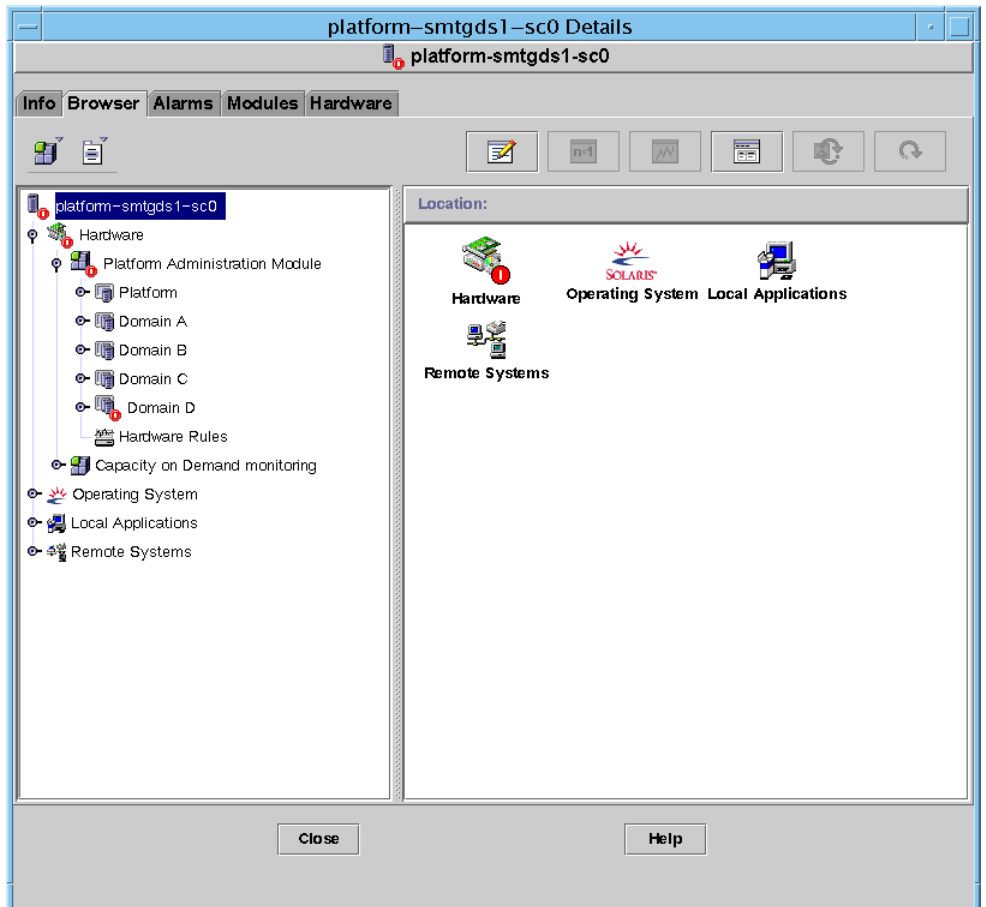 platform–smtgds1–sc0 Details
platform-smtgds1-sc0
Info Browser Alarms Modules Hardware
n=1
platform–smtgds1–sc0
Hardware
Platform Administration Module
Platform
Domain A
Domain B
Domain C
Domain D
Hardware Rules
Capacity on Demand monitoring
Operating System
Local Applications
Remote Systems
Location:
SOLARIS
Hardware Operating System Local Applications
Remote Systems
Close Help